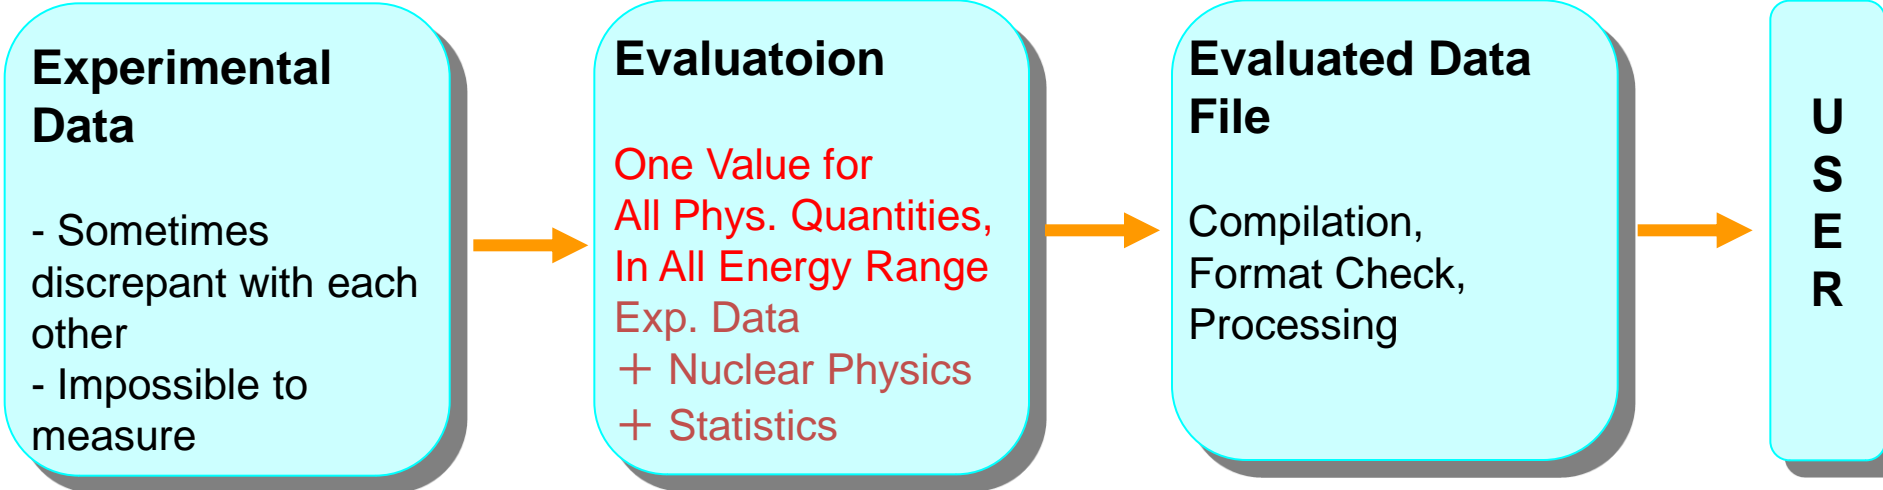 Experimental
Data
- Sometimes
discrepant with each
other
- Impossible to
measure
Evaluatoion
One Value for
All Phys. Quantities,
In All Energy Range
Exp. Data
＋ Nuclear Physics
＋ Statistics
Evaluated Data
File
Compilation,
Format Check,
Processing
U
S
E
R